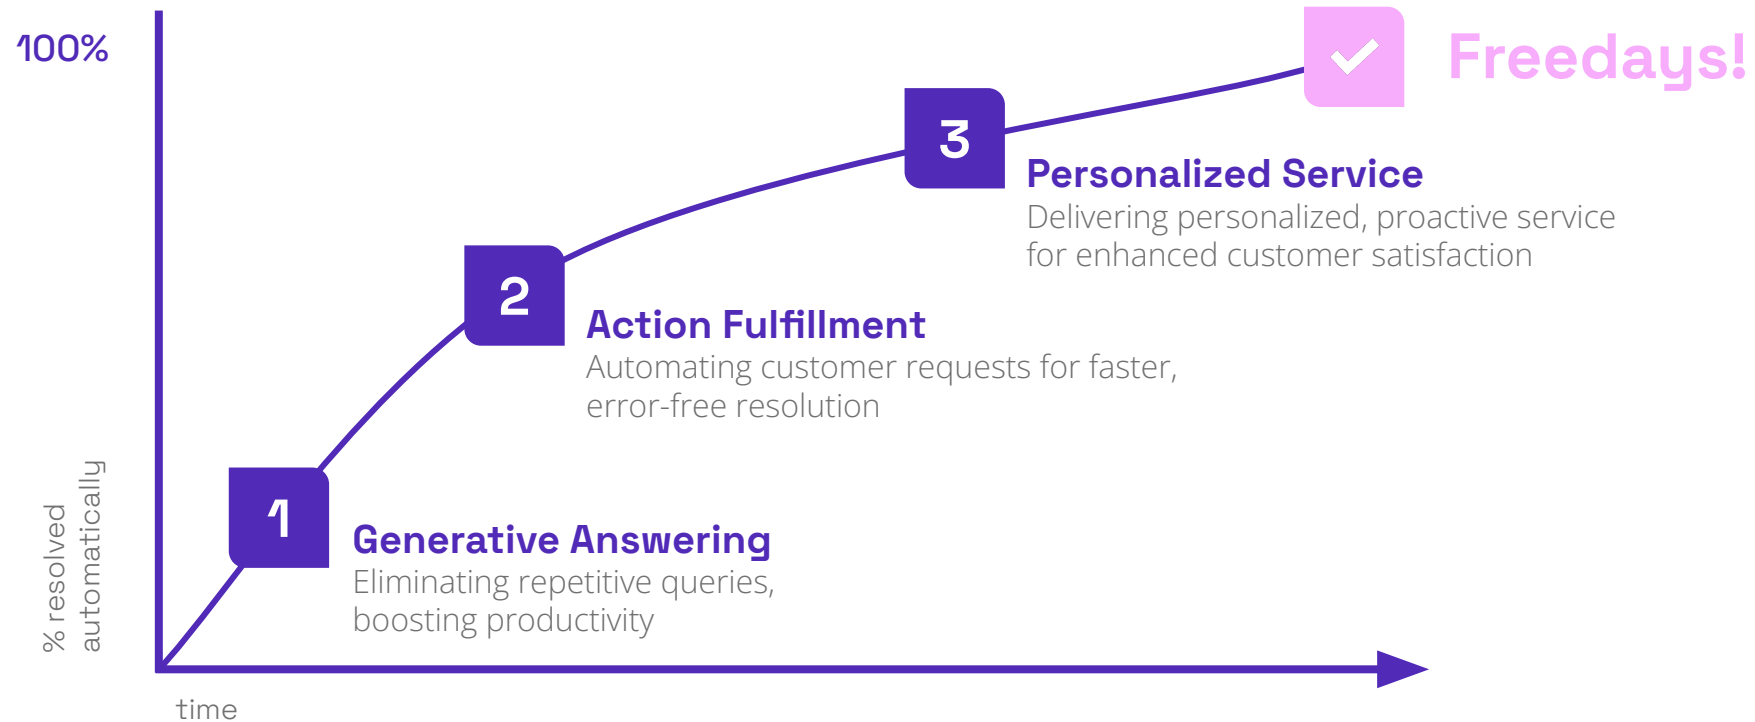 100%
Freedays!
3
Personalized Service
Delivering personalized, proactive service
for enhanced customer satisfaction
2
Action Fulfillment
Automating customer requests for faster,
error-free resolution
1
Generative Answering
Eliminating repetitive queries,
boosting productivity
% resolved
automatically
time